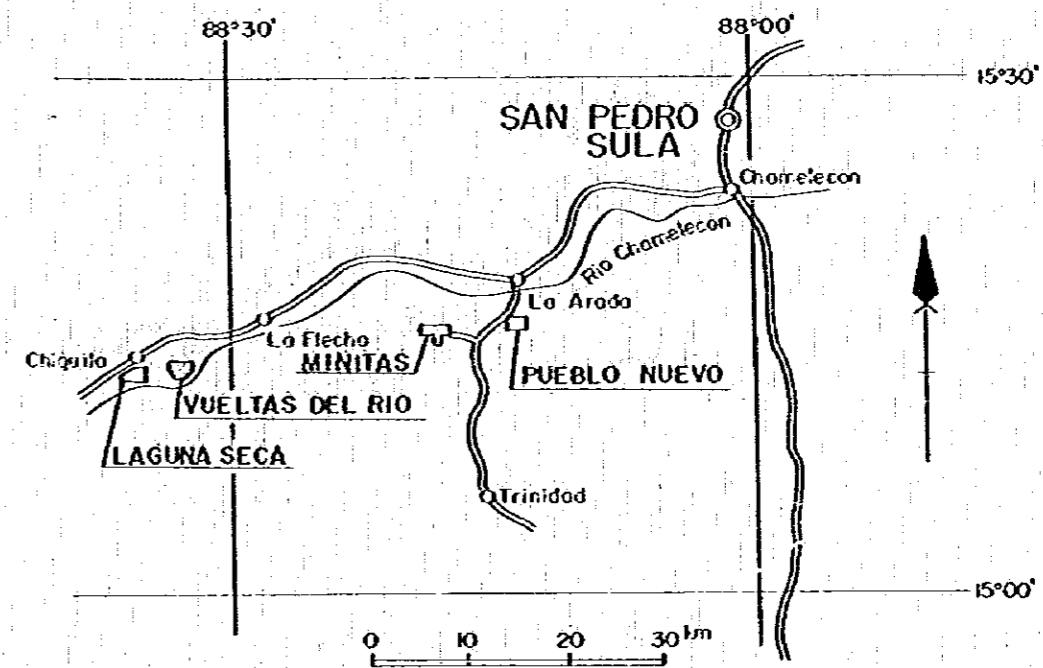 88°30'
88°00'
15°30'
SAN PEDRO
SULA
Chamelecon
Rio Chamelecon
La Arada
La Flecha
Chiquila
MINITAS
PUEBLO NUEVO
VUELTAS DEL RIO
LAGUNA SECA
Trinidad
15°00'
0 10 20 30 km